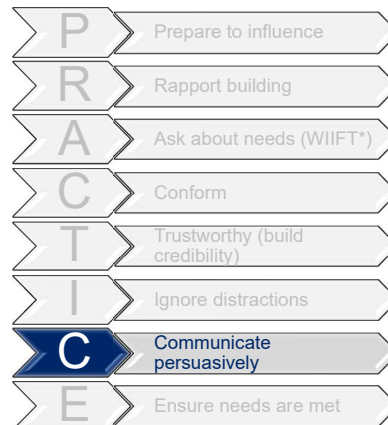 P
Prepare to influence
R
Rapport building
A
Ask about needs (WIIFT*)
C
Conform
T
Trustworthy (build
credibility)
I
Ignore distractions
C
Communicate
persuasively
E
Ensure needs are met